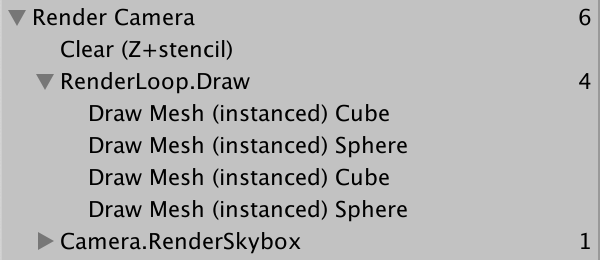 Render Camera 6
Clear (Z+stencil)
RenderLoop.Draw 4
Draw Mesh (instanced) Cube
Draw Mesh (instanced) Sphere
Draw Mesh (instanced) Cube
Draw Mesh (instanced) Sphere
Camera.RenderSkybox 1